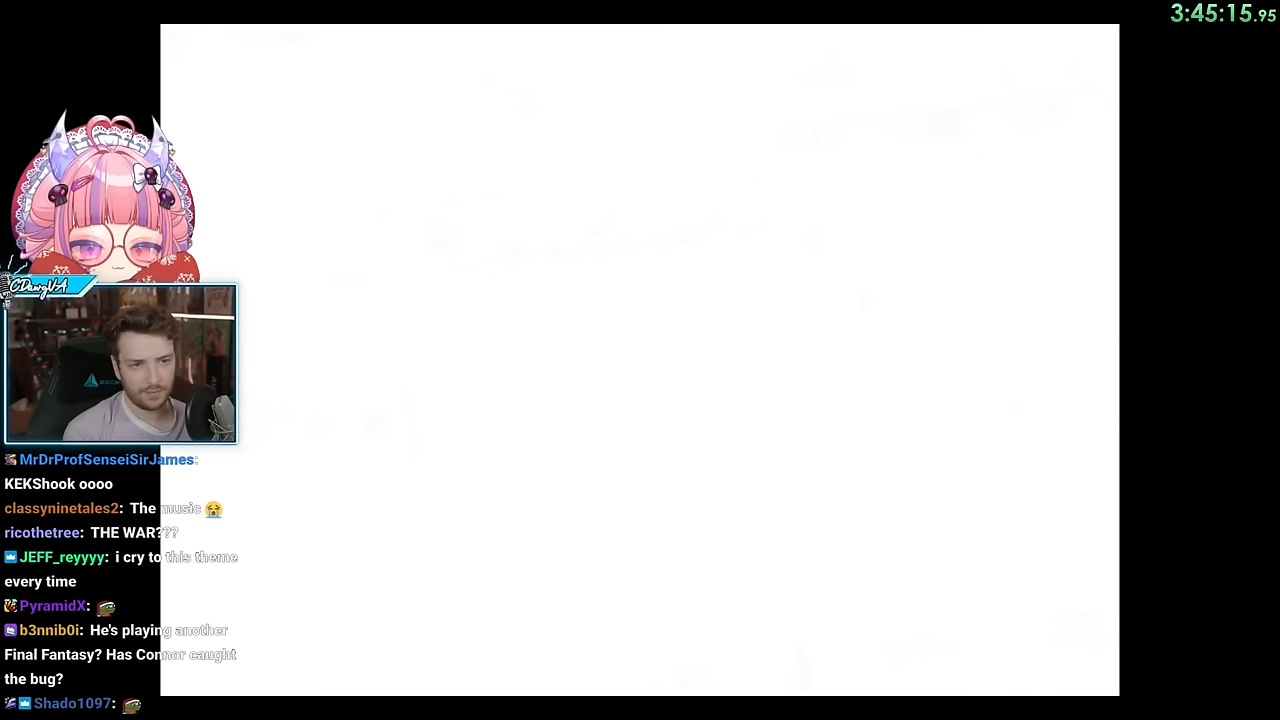 3:45:15.95
CDawgVA
MrDrProfSenseiSirJames:
KEKShook oooo
classyninetales2: The music 😭
ricothetree: THE WAR???
JEFF_reyyyy: i cry to this theme
every time
PyramidX:
b3nnib0i: He's playing another
Final Fantasy? Has Connor caught
the bug?
Shado1097: